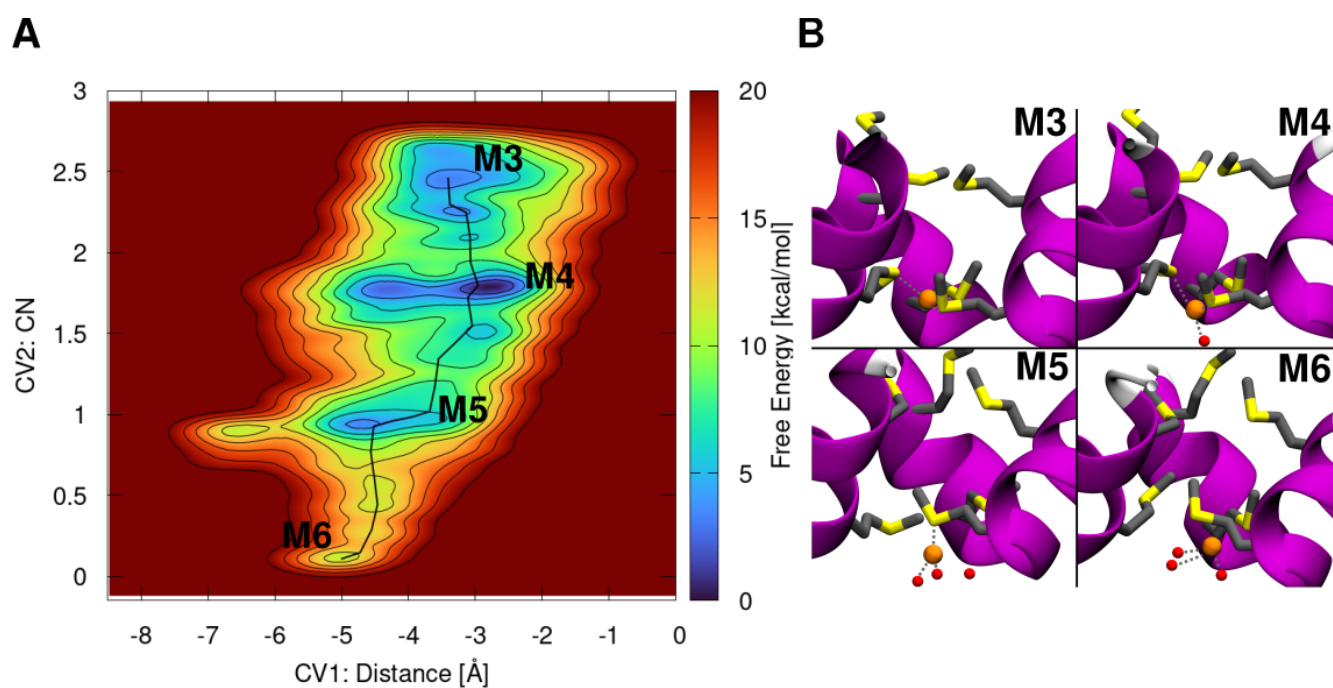 A
B
3
2.5
2
1.5
1
0.5
0
CV2: CN
-8 -7 -6 -5 -4 -3 -2 -1 0
CV1: Distance [Å]
M3
M4
M5
M6
20
15
10
5
0
Free Energy [kcal/mol]
M3 M4
M5 M6